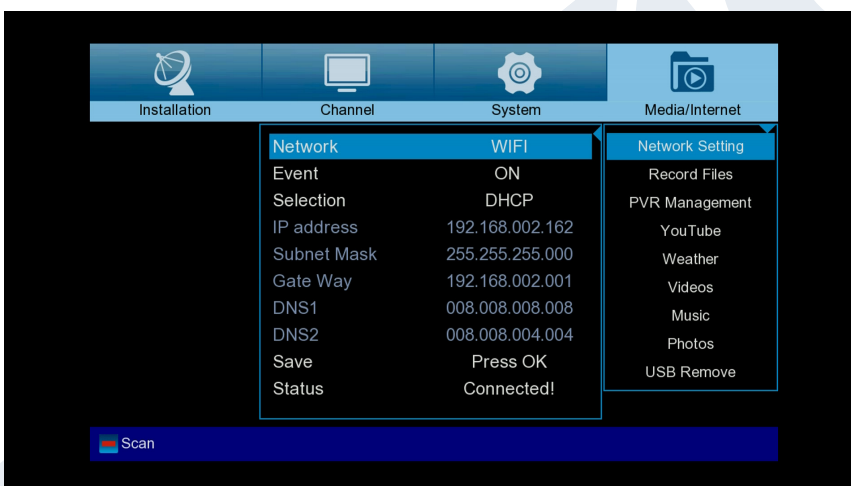 Installation Channel System Media/Internet
Network WIFI
Event ON
Selection DHCP
IP address 192.168.002.162
Subnet Mask 255.255.255.000
Gate Way 192.168.002.001
DNS1 008.008.008.008
DNS2 008.008.004.004
Save Press OK
Status Connected!
Network Setting
Record Files
PVR Management
YouTube
Weather
Videos
Music
Photos
USB Remove
Scan